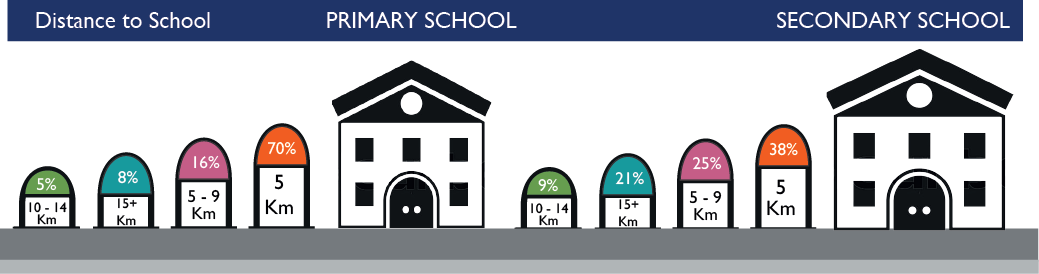 Distance to School
PRIMARY SCHOOL
SECONDARY SCHOOL
5%
10 - 14
Km
8%
15+
Km
16%
5 - 9
Km
70%
5
Km
9%
10 - 14
Km
21%
15+
Km
25%
5 - 9
Km
38%
5
Km